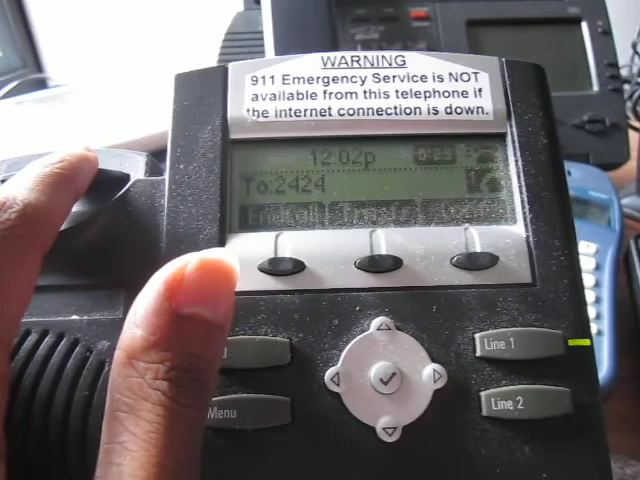 WARNING
911 Emergency Service is NOT
available from this telephone if
the internet connection is down.
12:02p
To:2424
Line 1
Menu
Line 2